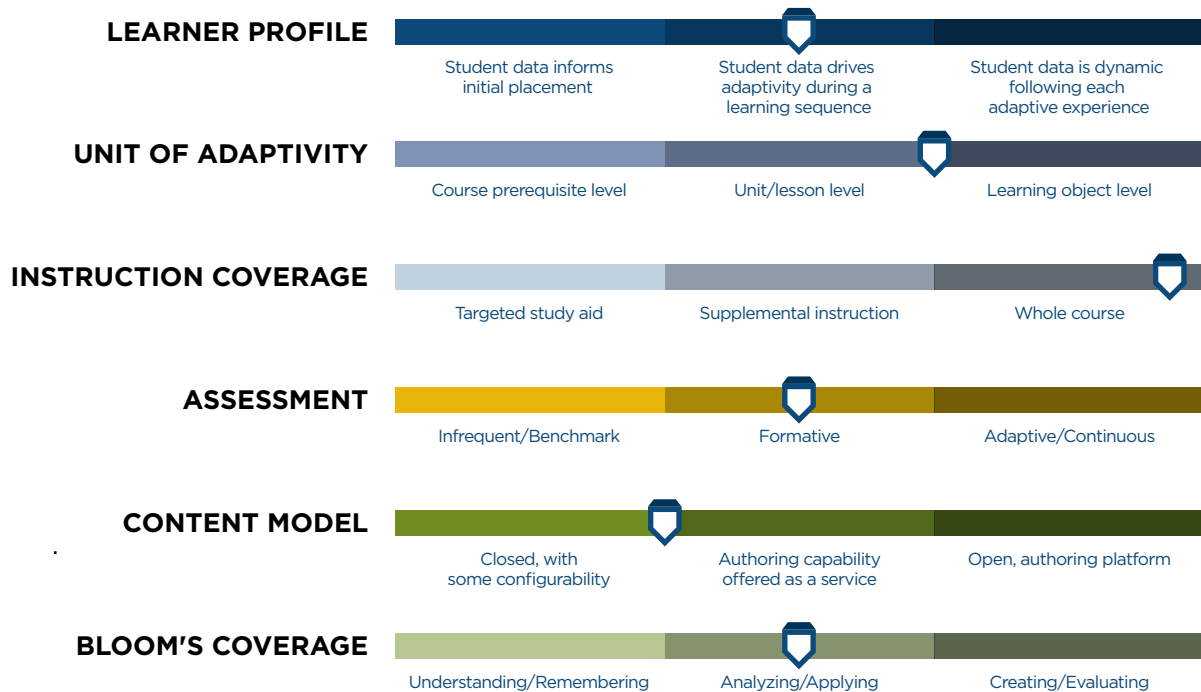 LEARNER PROFILE
Student data informs
initial placement
Student data drives
adaptivity during a
learning sequence
Student data is dynamic
following each
adaptive experience
UNIT OF ADAPTIVITY
Course prerequisite level
Unit/lesson level
Learning object level
INSTRUCTION COVERAGE
Targeted study aid
Supplemental instruction
Whole course
ASSESSMENT
Infrequent/Benchmark
Formative
Adaptive/Continuous
CONTENT MODEL
.
Closed, with
some configurability
Authoring capability
offered as a service
Open, authoring platform
BLOOM'S COVERAGE
Understanding/Remembering
Analyzing/Applying
Creating/Evaluating